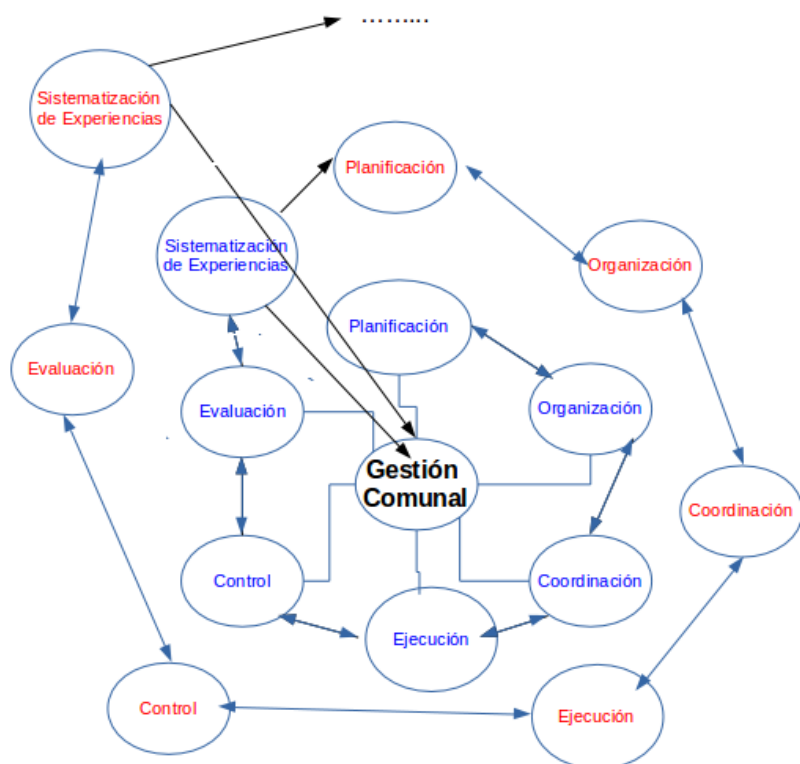 ……...
Sistematización
de Experiencias
Planificación
Sistematización
de Experiencias
Organización
Planificación
Evaluación
Evaluación
Organización
Gestión
Comunal
Coordinación
Control
Coordinación
Ejecución
Control
Ejecución